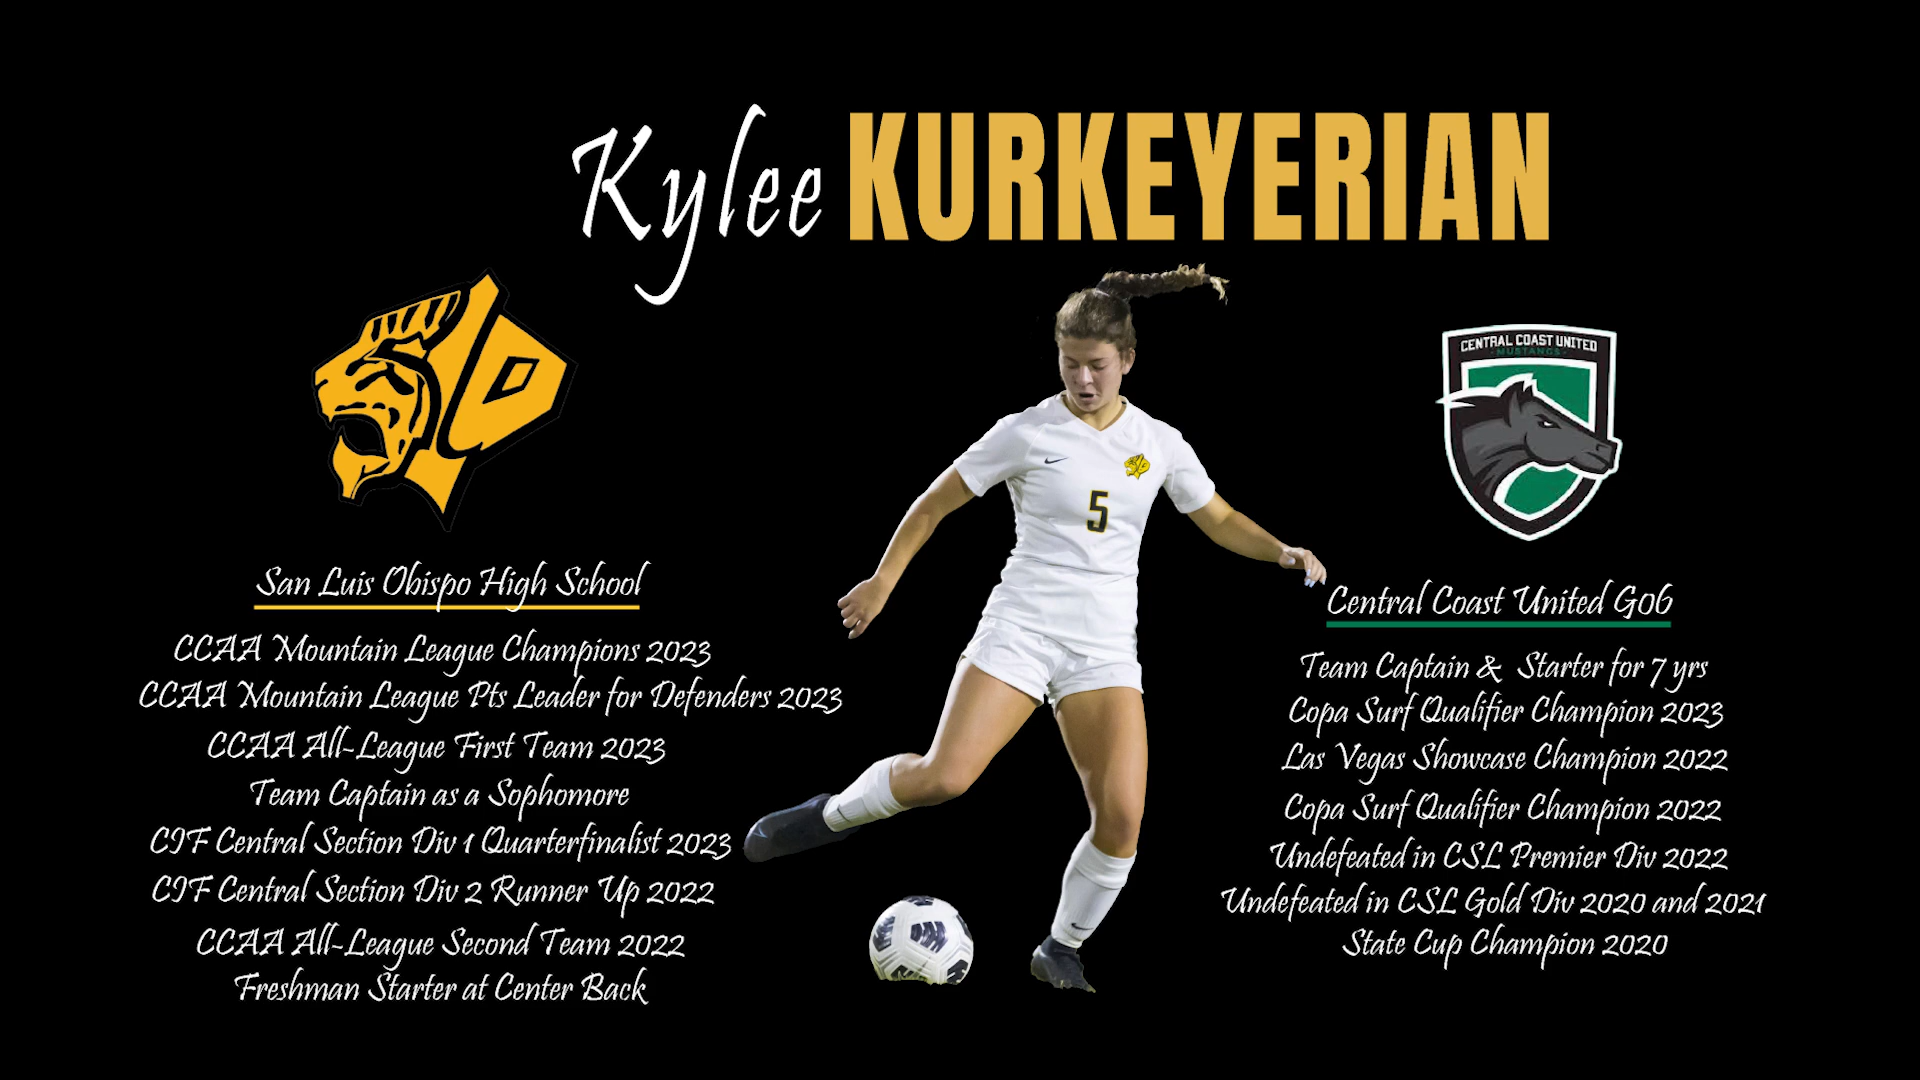 Kylee KURKEYERIAN
CENTRAL COAST UNITED
MUSTANGS
5
San Luis Obispo High School
CCAA Mountain League Champions 2023
CCAA Mountain League Pts Leader for Defenders 2023
CCAA All-League First Team 2023
Team Captain as a Sophomore
CIF Central Section Div 1 Quarterfinalist 2023
CIF Central Section Div 2 Runner Up 2022
CCAA All-League Second Team 2022
Freshman Starter at Center Back
Central Coast United G06
Team Captain & Starter for 7 yrs
Copa Surf Qualifier Champion 2023
Las Vegas Showcase Champion 2022
Copa Surf Qualifier Champion 2022
Undefeated in CSL Premier Div 2022
Undefeated in CSL Gold Div 2020 and 2021
State Cup Champion 2020